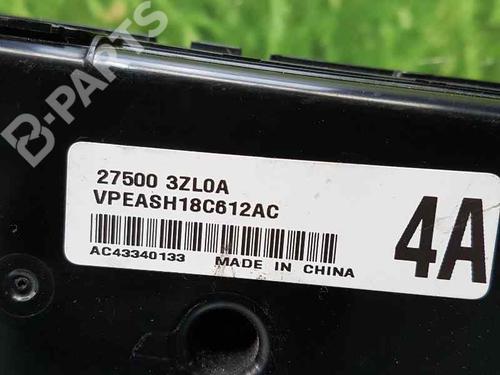 B-PARTS
27500 3ZL0A
VPEASH18C612AC
4A
AC43340133 MADE IN CHINA